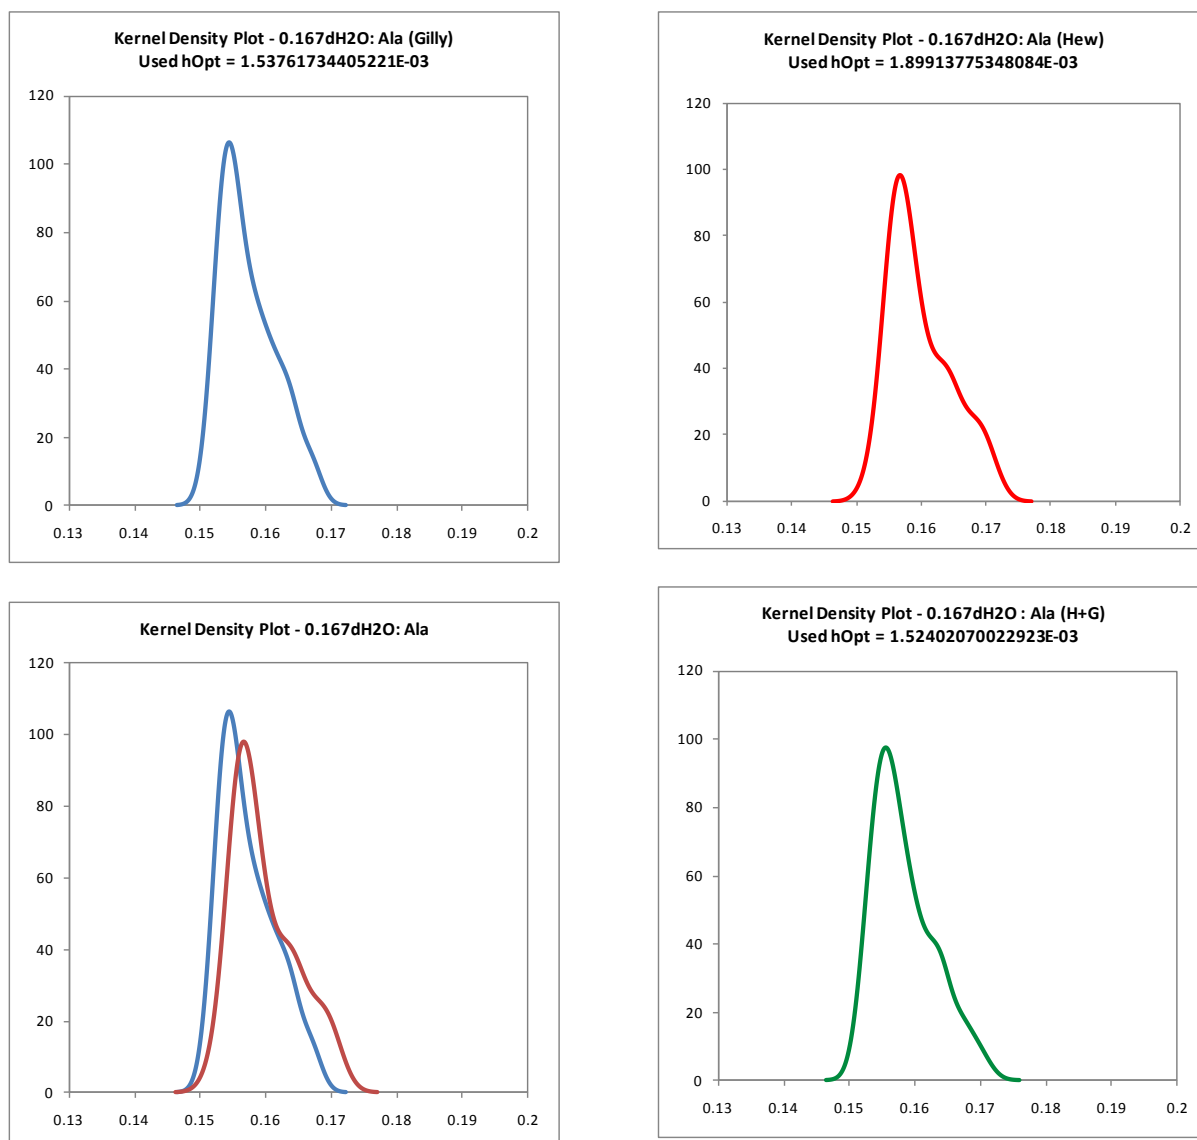 Kernel Density Plot - 0.167dH2O: Ala (Gilly)
Used hOpt = 1.53761734405221E-03
120
100
80
60
40
20
0
0.13 0.14 0.15 0.16 0.17 0.18 0.19 0.2
Kernel Density Plot - 0.167dH2O: Ala (Hew)
Used hOpt = 1.89913775348084E-03
120
100
80
60
40
20
0
0.13 0.14 0.15 0.16 0.17 0.18 0.19 0.2
Kernel Density Plot - 0.167dH2O: Ala
120
100
80
60
40
20
0
0.13 0.14 0.15 0.16 0.17 0.18 0.19 0.2
Kernel Density Plot - 0.167dH2O : Ala (H+G)
Used hOpt = 1.52402070022923E-03
120
100
80
60
40
20
0
0.13 0.14 0.15 0.16 0.17 0.18 0.19 0.2